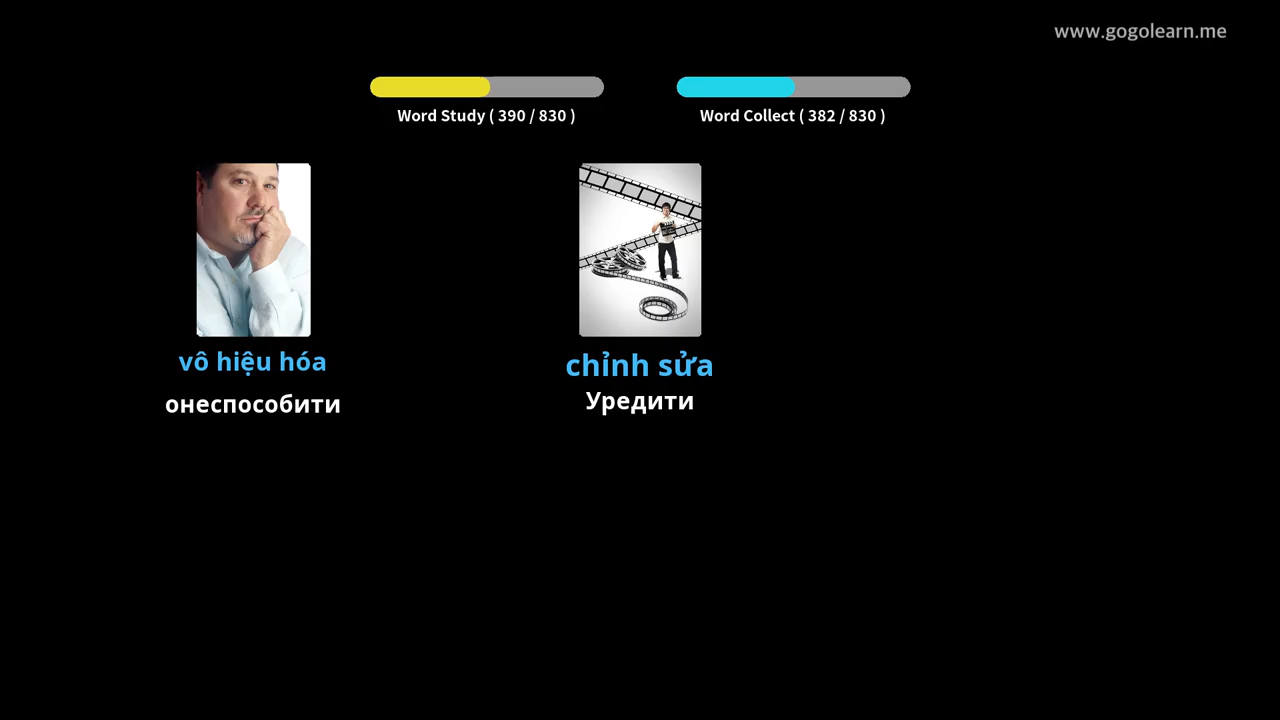 www.gogolearn.me
Word Study ( 390 / 830 )
Word Collect ( 382 / 830 )
vô hiệu hóa
онеспособити
chỉnh sửa
Уредити